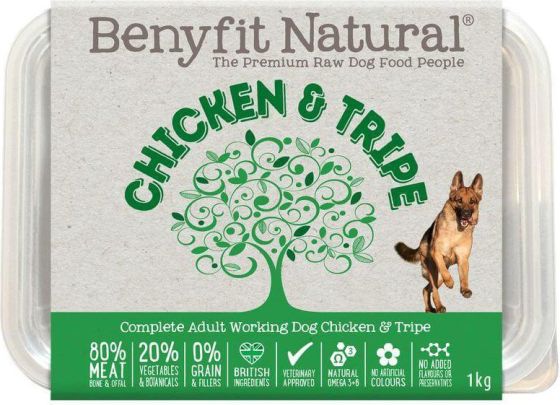 Benyfit Natural®
The Premium Raw Dog Food People
CHICKEN & TRIPE
Complete Adult Working Dog Chicken & Tripe
80%
MEAT
BONE & OFFAL
20%
VEGETABLES
& BOTANICALS
0%
GRAIN
& FILLERS
BRITISH
INGREDIENTS
VETERINARY
APPROVED
3
NATURAL
OMEGA 3+6
NO ARTIFICIAL
COLOURS
NO ADDED
FLAVOURS OR
PRESERVATIVES
1kg